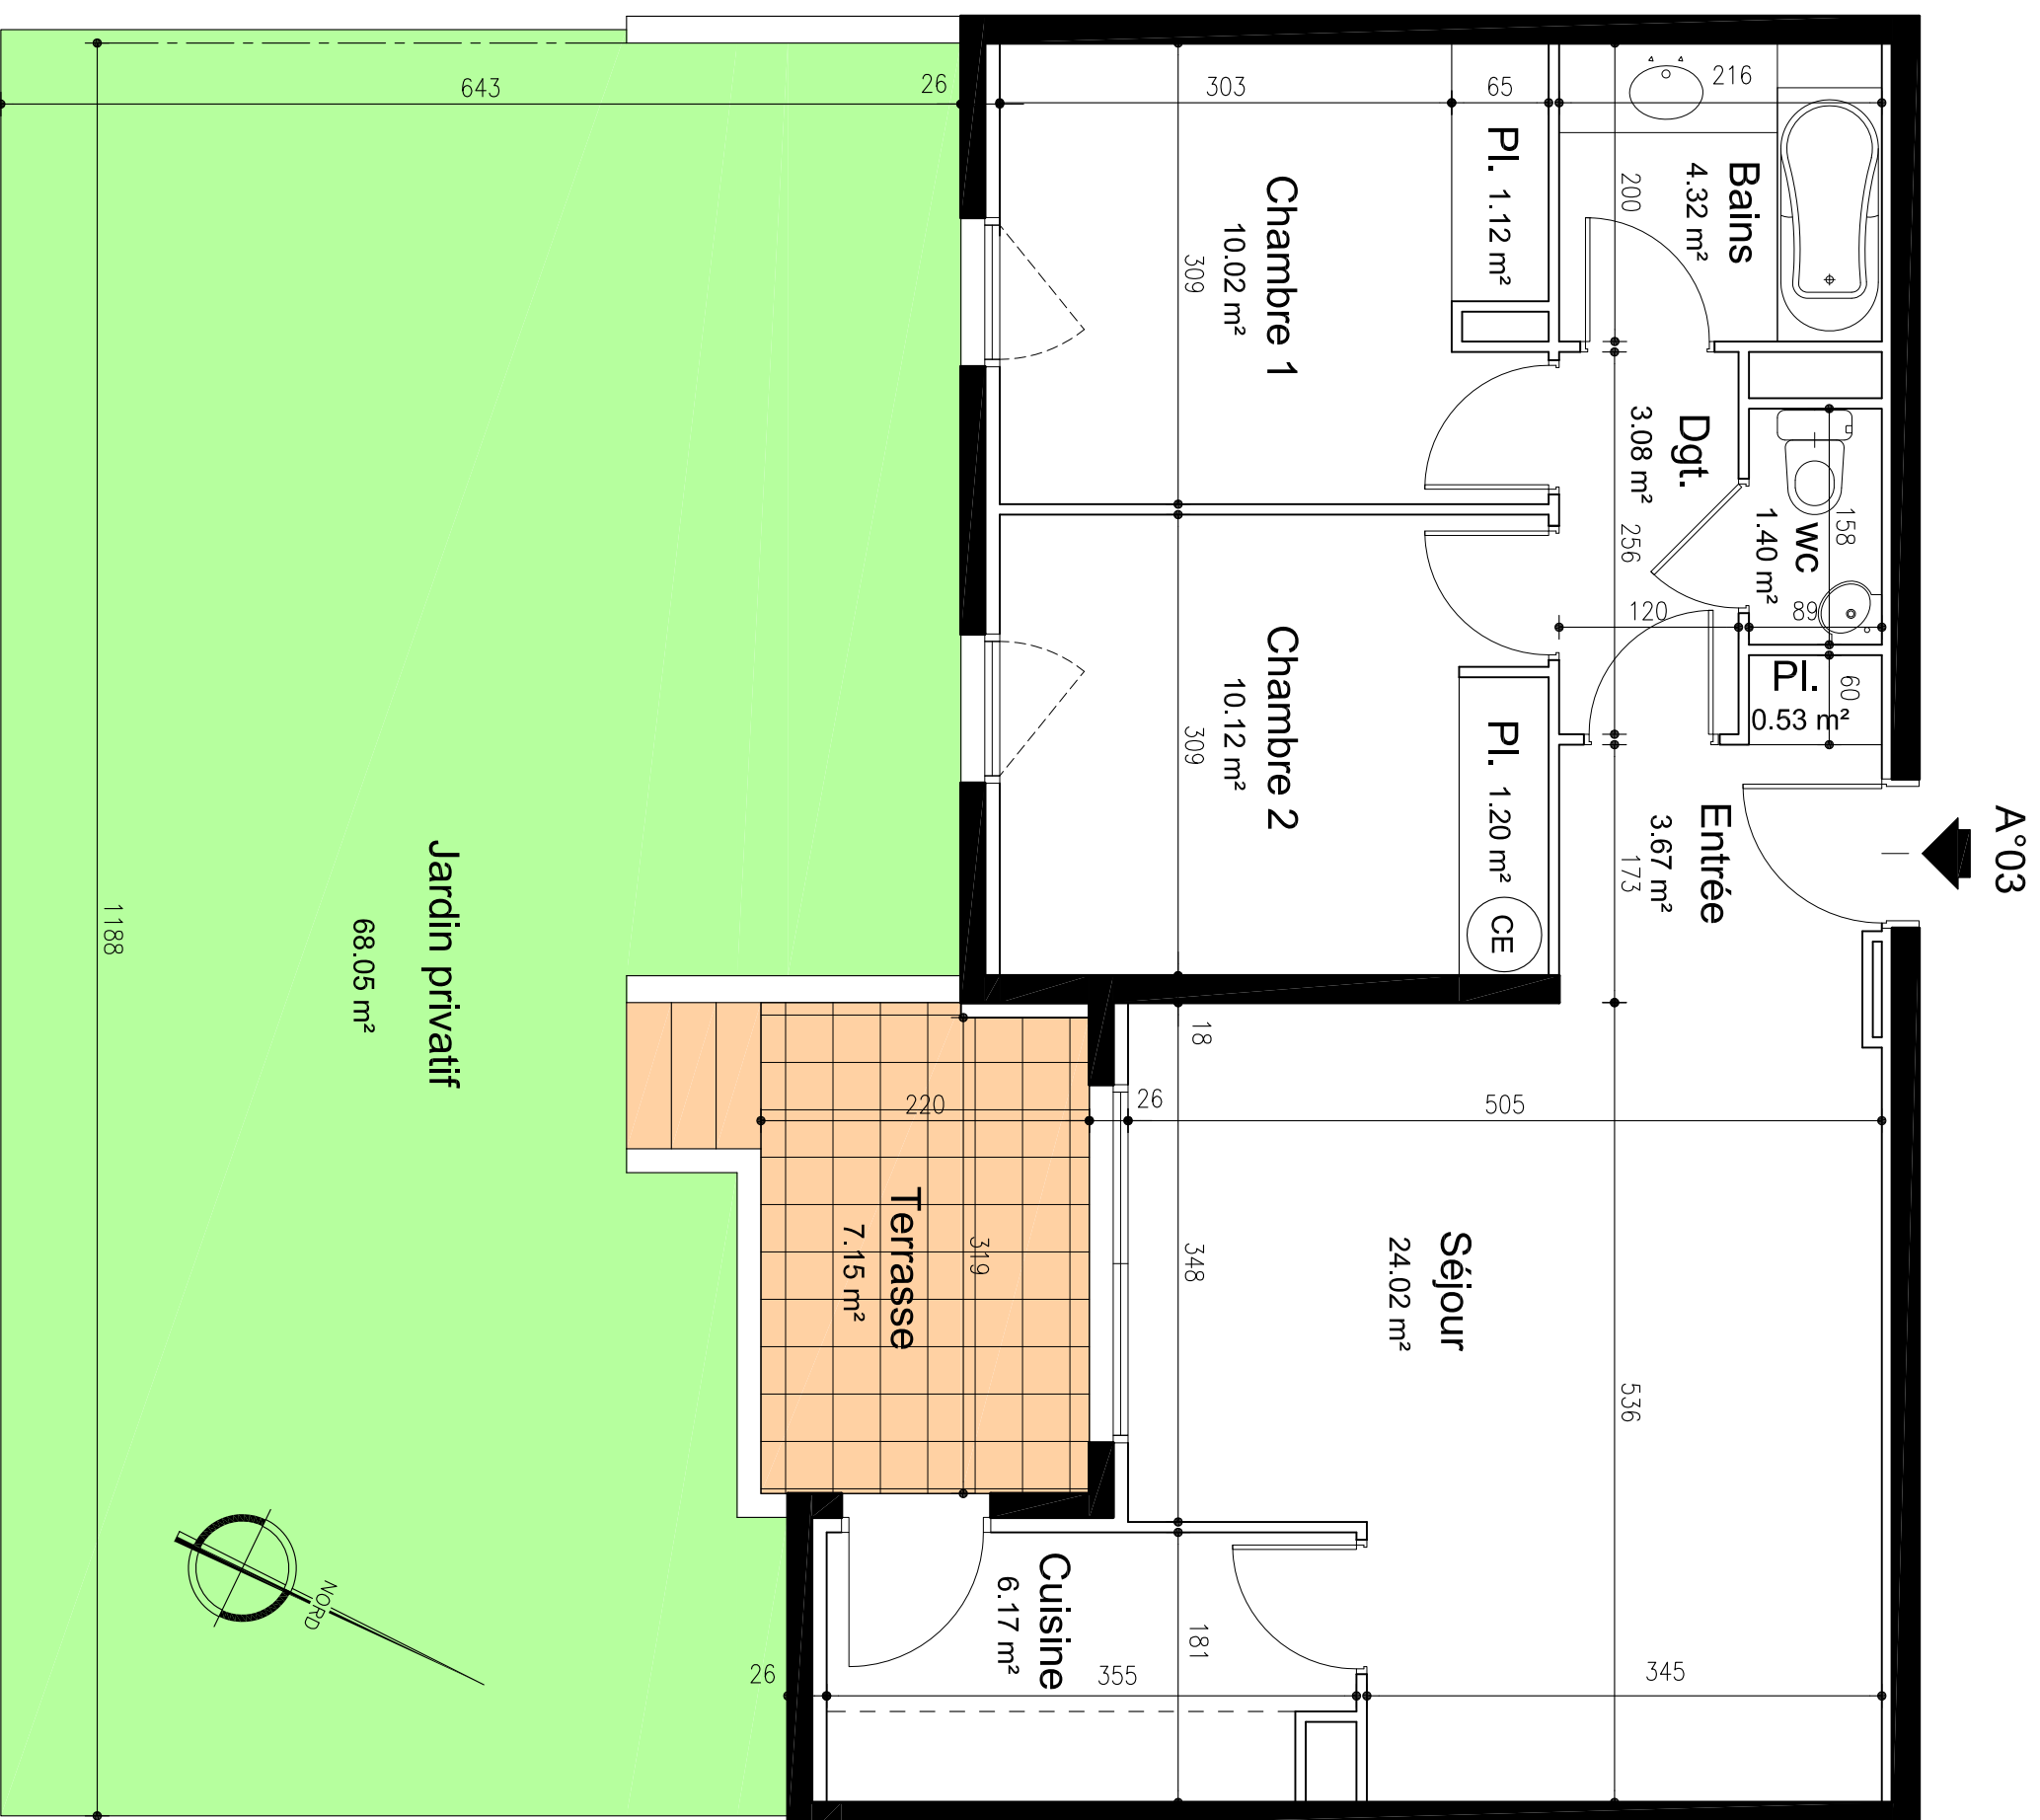 A°03
216
Bains
4.32 m²
200
65
Pl. 1.12 m²
303
Chambre 1
10.02 m²
309
26
643
Dgt.
3.08 m²
256
158
wc
1.40 m²
120
89
60
Pl.
0.53 m²
Entrée
3.67 m²
173
Chambre 2
10.12 m²
309
Pl. 1.20 m²
CE
18
26
505
Séjour
24.02 m²
348
536
220
319
Terrasse
7.15 m²
Cuisine
6.17 m²
181
355
345
26
Jardin privatif
68.05 m²
1188
NORD